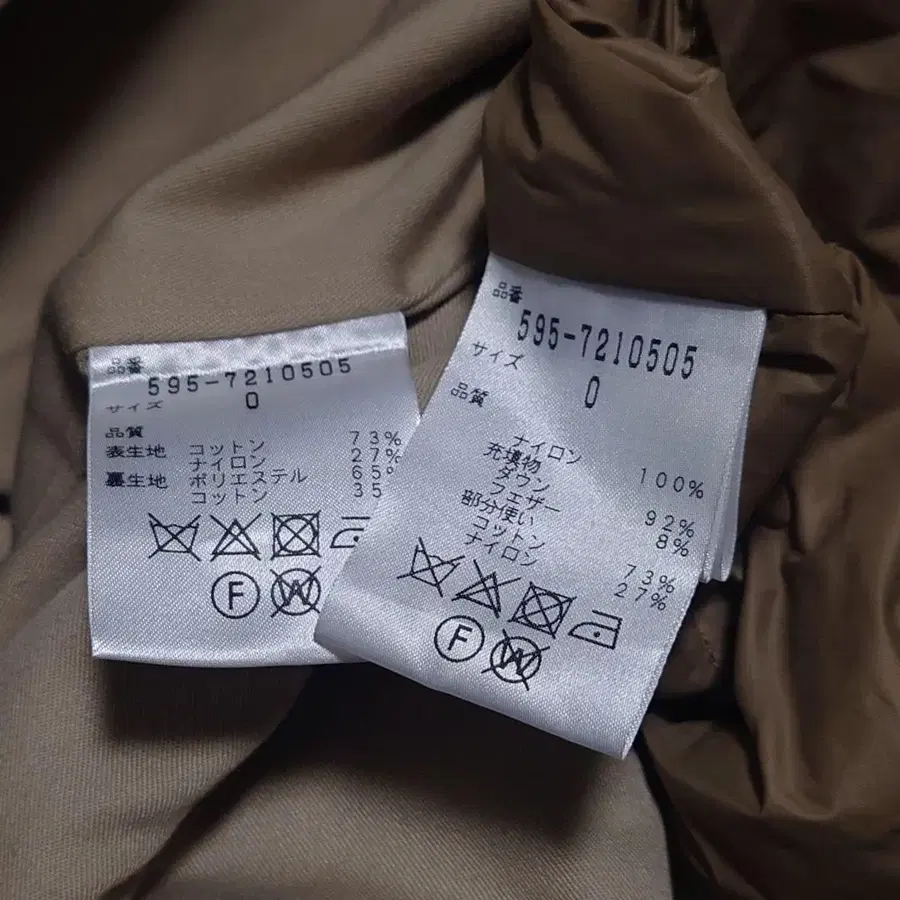 品番
595-7210505
サイズ
0
品質
表生地 コットン 73%
ナイロン 27%
裏生地 ポリエステル 65%
コットン 35
F
W
品番
595-7210505
サイズ
0
品質
ナイロン 100%
充填物
ダウン 92%
フェザー 8%
部分使い
コットン 73%
ナイロン 27%
F
W